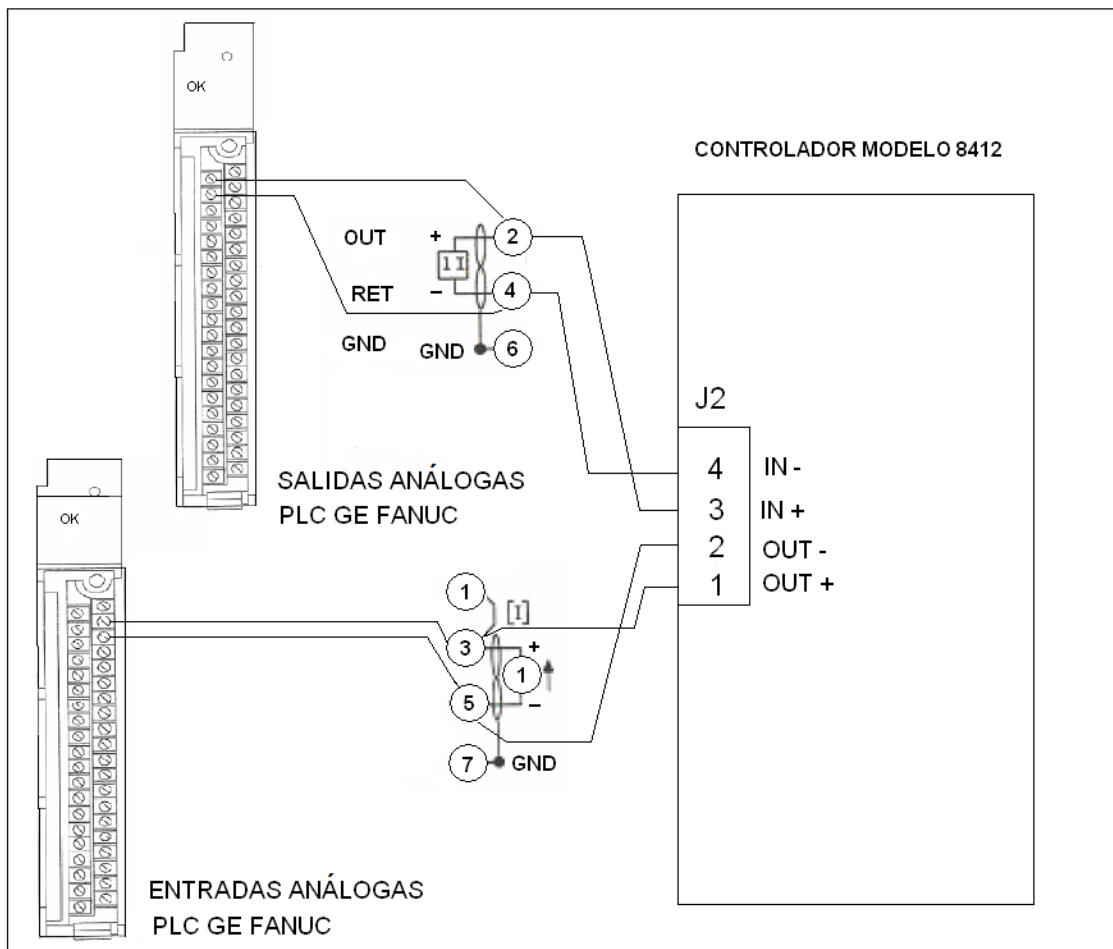 OK
CONTROLADOR MODELO 8412
OUT + 2
1 I
RET − 4
GND GND 6
J2
4 IN -
3 IN +
2 OUT -
1 OUT +
SALIDAS ANÁLOGAS
PLC GE FANUC
OK
1 [I]
3 +
1
5 −
7 GND
ENTRADAS ANÁLOGAS
PLC GE FANUC